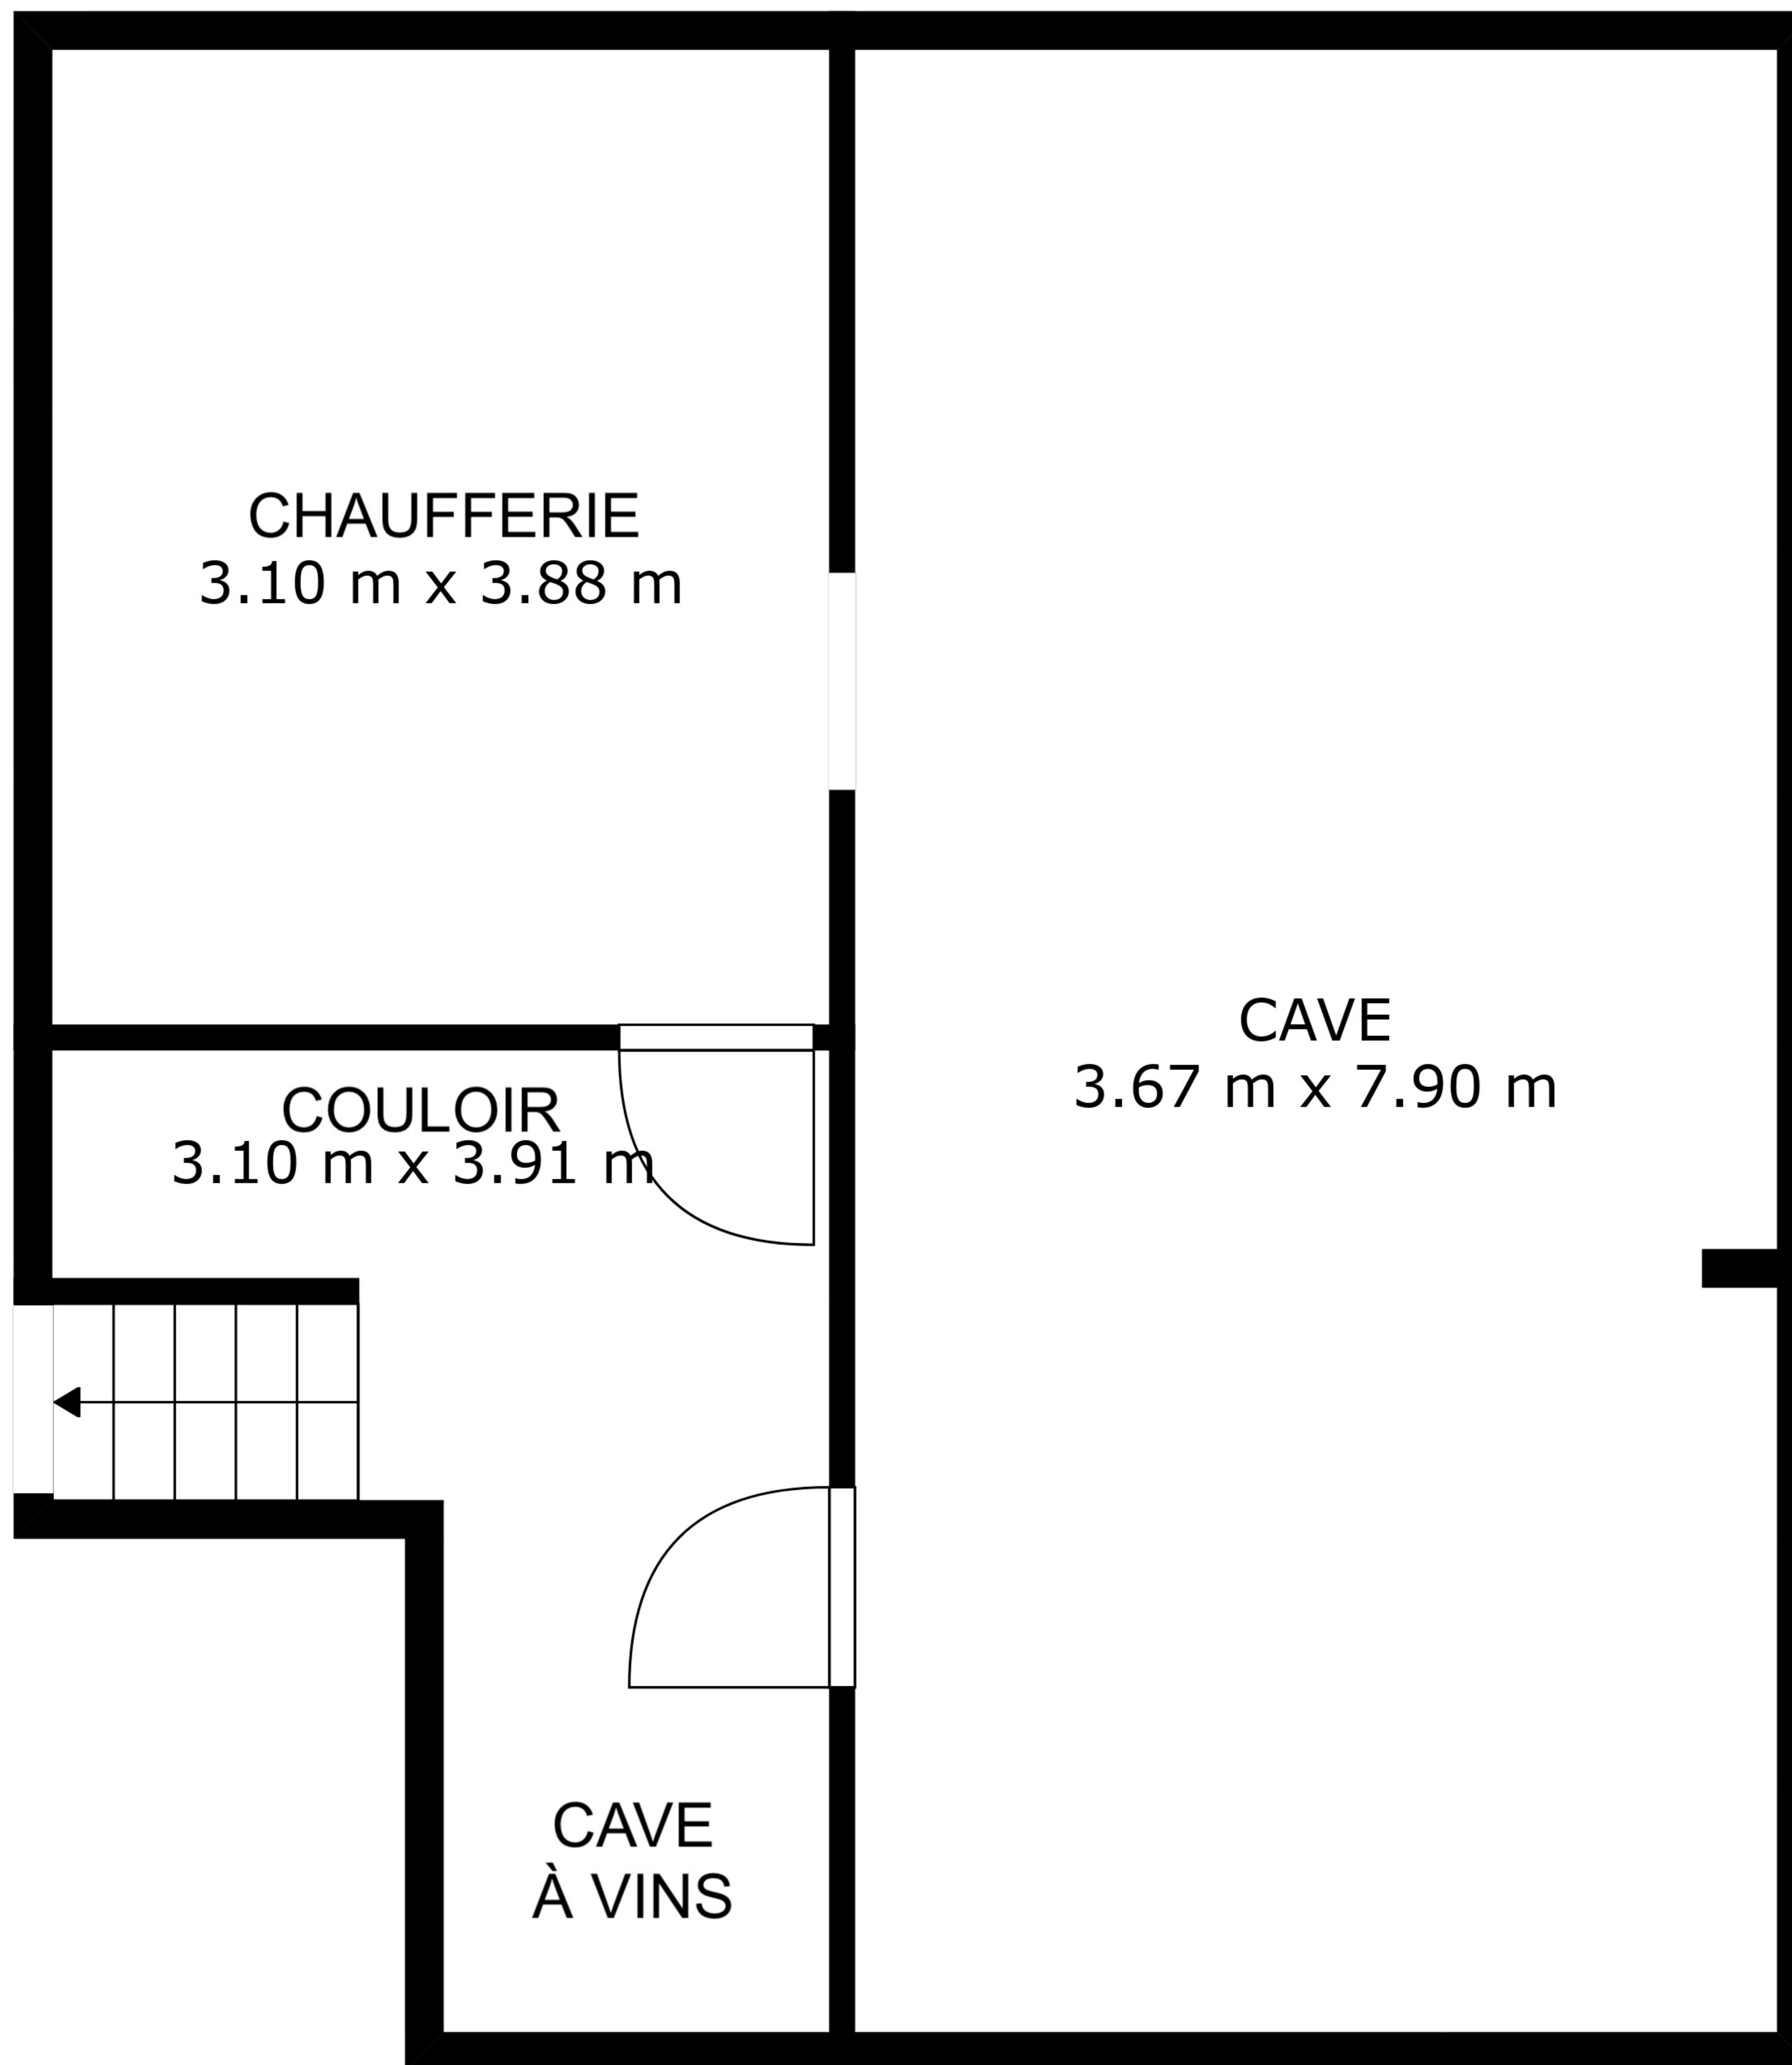 CHAUFFERIE
3.10 m x 3.88 m
CAVE
3.67 m x 7.90 m
COULOIR
3.10 m x 3.91 m
CAVE
À VINS